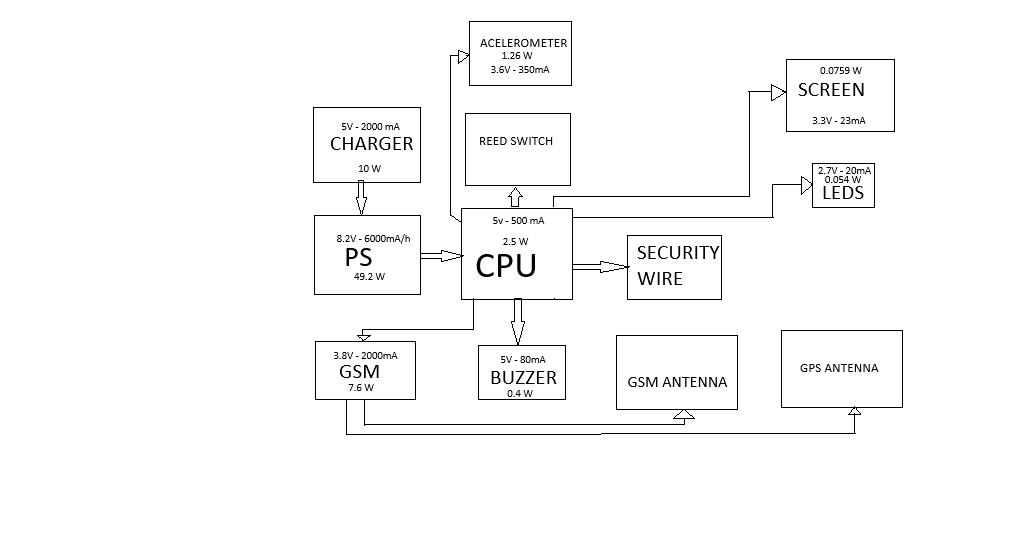 ACELEROMETER
1.26 W
3.6V - 350mA
0.0759 W
SCREEN
3.3V - 23mA
5V - 2000 mA
CHARGER
10 W
REED SWITCH
2.7V - 20mA
0.054 W
LEDS
8.2V - 6000mA/h
PS
49.2 W
5v - 500 mA
2.5 W
CPU
SECURITY
WIRE
3.8V - 2000mA
GSM
7.6 W
5V - 80mA
BUZZER
0.4 W
GSM ANTENNA
GPS ANTENNA